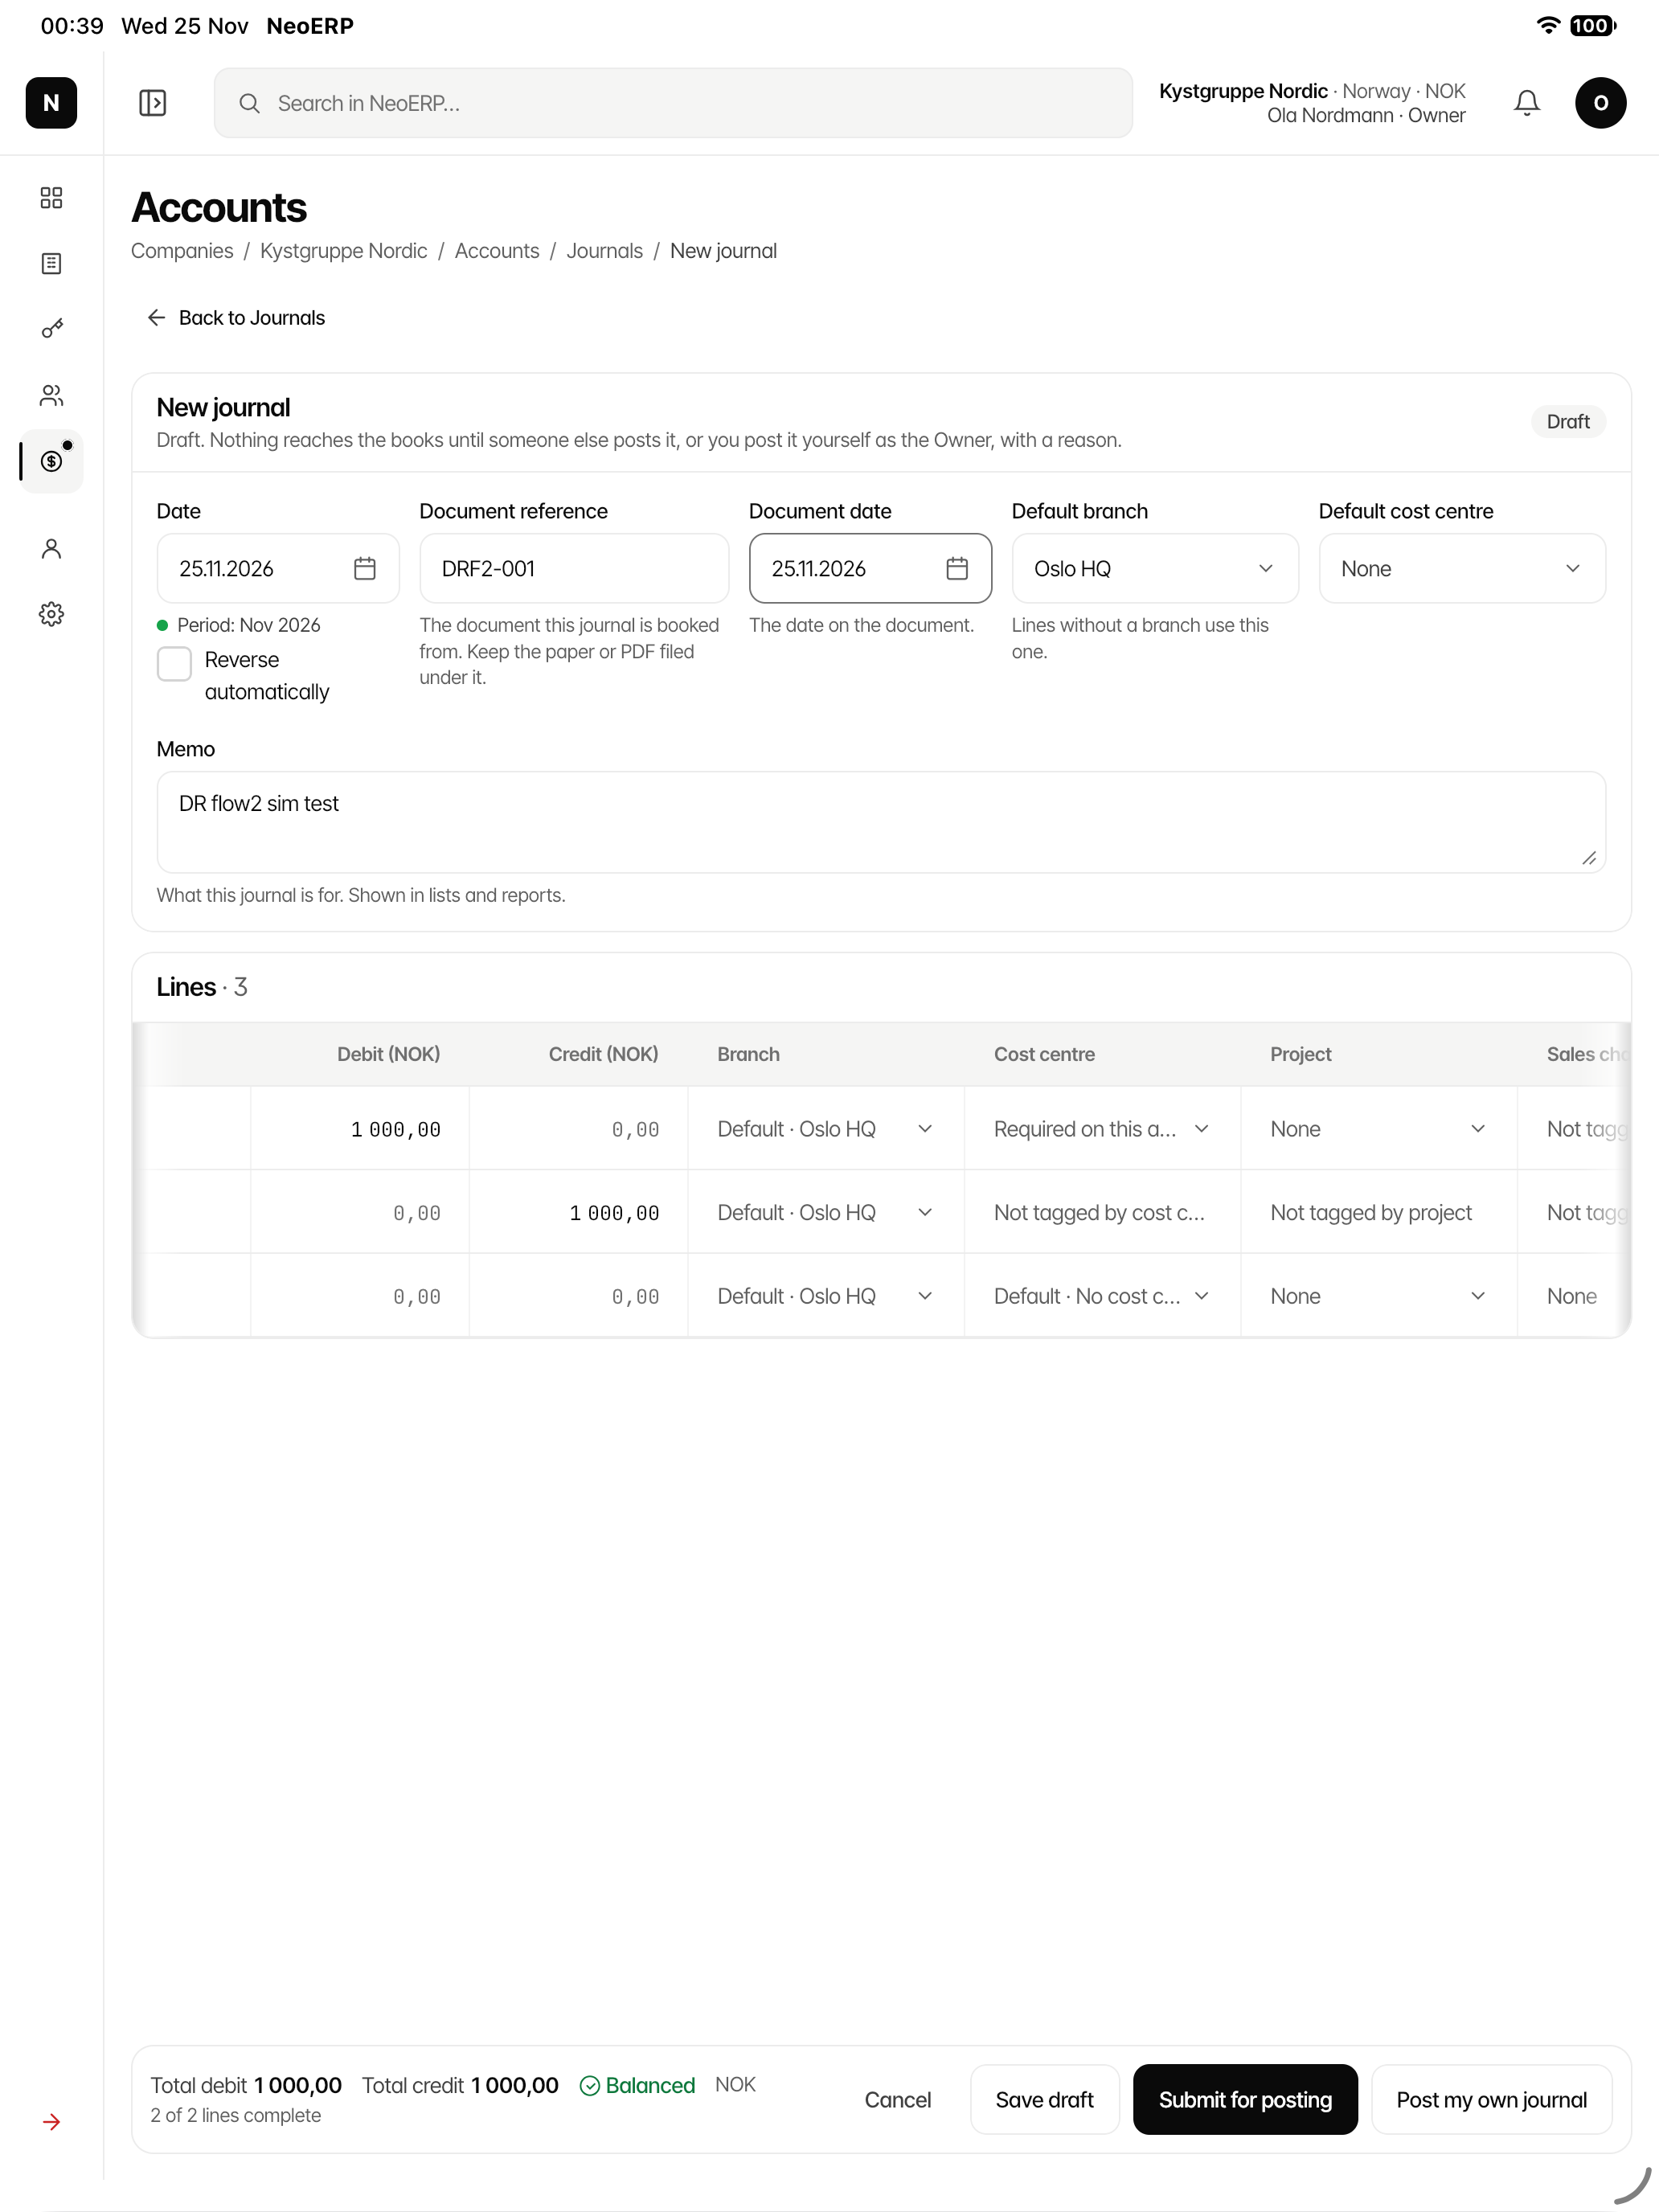 00:39 Wed 25 Nov NeoERP
100
N
Search in NeoERP...
Kystgruppe Nordic · Norway · NOK
Ola Nordmann · Owner
O
Accounts
Companies / Kystgruppe Nordic / Accounts / Journals / New journal
Back to Journals
New journal
Draft. Nothing reaches the books until someone else posts it, or you post it yourself as the Owner, with a reason.
Draft
Date
Document reference
Document date
Default branch
Default cost centre
25.11.2026
DRF2-001
25.11.2026
Oslo HQ
None
Period: Nov 2026
Reverse
automatically
The document this journal is booked
from. Keep the paper or PDF filed
under it.
The date on the document.
Lines without a branch use this
one.
Memo
DR flow2 sim test
What this journal is for. Shown in lists and reports.
Lines · 3
Debit (NOK) Credit (NOK) Branch Cost centre Project Sales
1 000,00 0,00 Default · Oslo HQ Required on this a... None Not
0,00 1 000,00 Default · Oslo HQ Not tagged by cost c... Not tagged by project Not
0,00 0,00 Default · Oslo HQ Default · No cost c... None None
Total debit 1 000,00 Total credit 1 000,00 Balanced NOK
2 of 2 lines complete
Cancel
Save draft
Submit for posting
Post my own journal